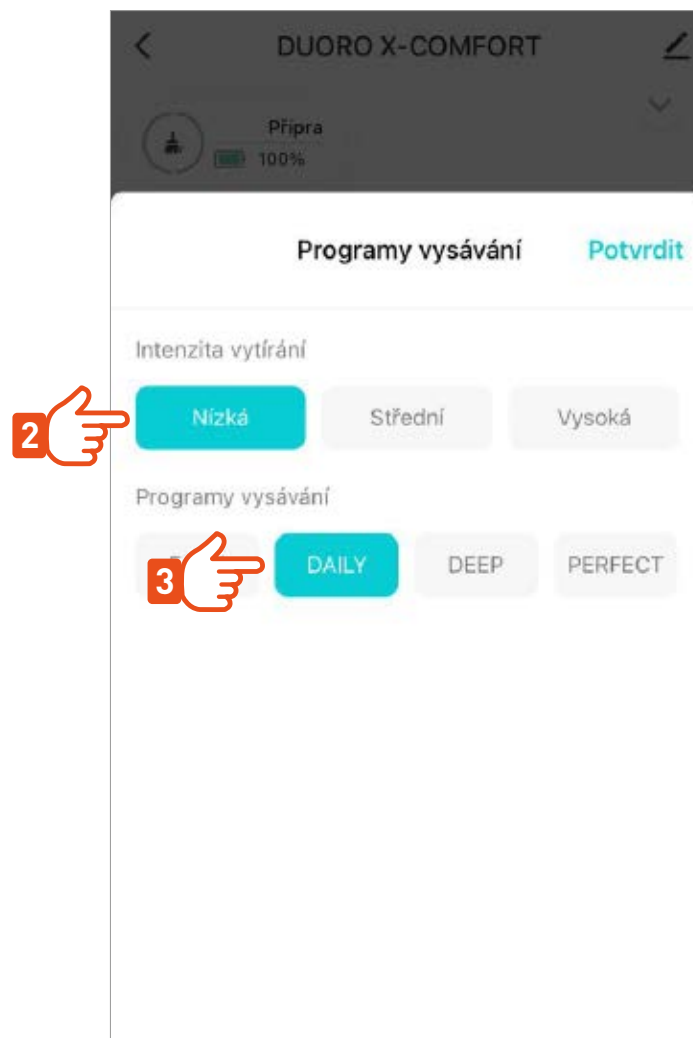 DUORO X-COMFORT
Připra
100%
Programy vysávání Potvrdit
Intenzita vytírání
2 Nízká Střední Vysoká
Programy vysávání
3 DAILY DEEP PERFECT